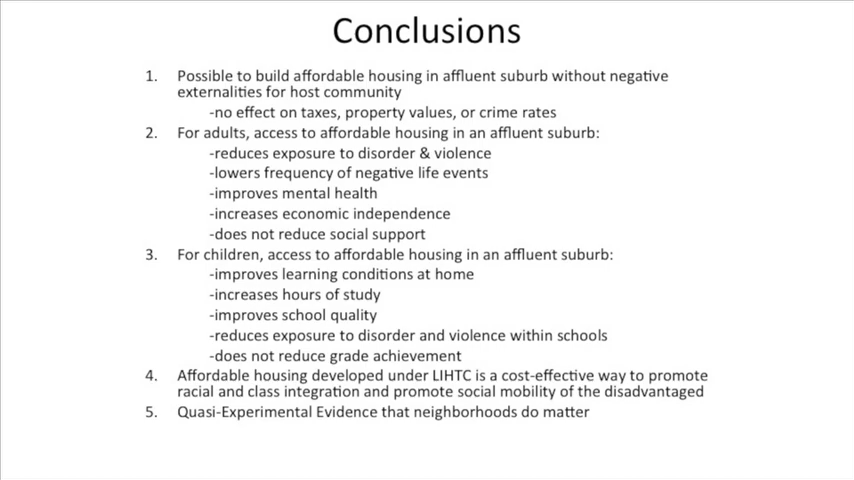 Conclusions
1. Possible to build affordable housing in affluent suburb without negative
externalities for host community
-no effect on taxes, property values, or crime rates
2. For adults, access to affordable housing in an affluent suburb:
-reduces exposure to disorder & violence
-lowers frequency of negative life events
-improves mental health
-increases economic independence
-does not reduce social support
3. For children, access to affordable housing in an affluent suburb:
-improves learning conditions at home
-increases hours of study
-improves school quality
-reduces exposure to disorder and violence within schools
-does not reduce grade achievement
4. Affordable housing developed under LIHTC is a cost-effective way to promote
racial and class integration and promote social mobility of the disadvantaged
5. Quasi-Experimental Evidence that neighborhoods do matter